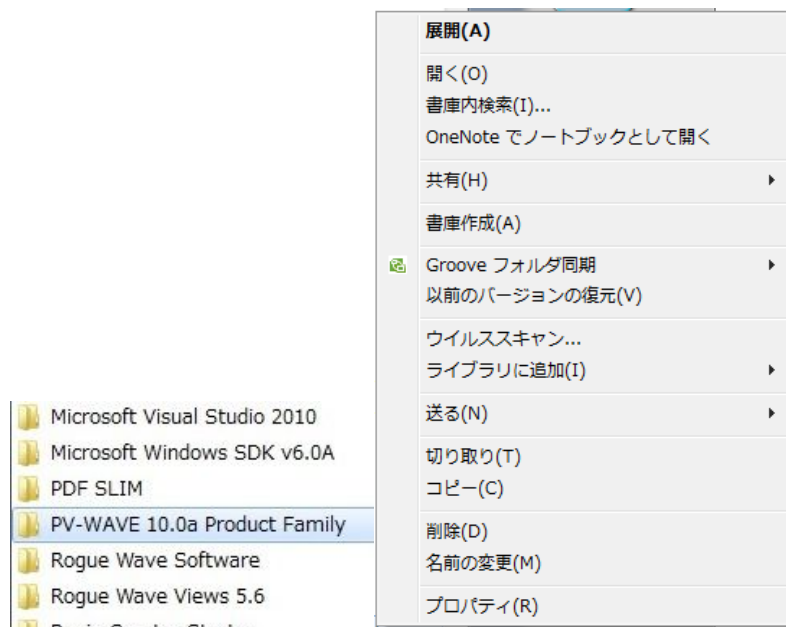 展開(A)
開く(O)
書庫内検索(I)...
OneNote でノートブックとして開く
共有(H)
書庫作成(A)
Groove フォルダ同期
以前のバージョンの復元(V)
ウイルススキャン...
ライブラリに追加(I)
送る(N)
切り取り(T)
コピー(C)
削除(D)
名前の変更(M)
プロパティ(R)
Microsoft Visual Studio 2010
Microsoft Windows SDK v6.0A
PDF SLIM
PV-WAVE 10.0a Product Family
Rogue Wave Software
Rogue Wave Views 5.6